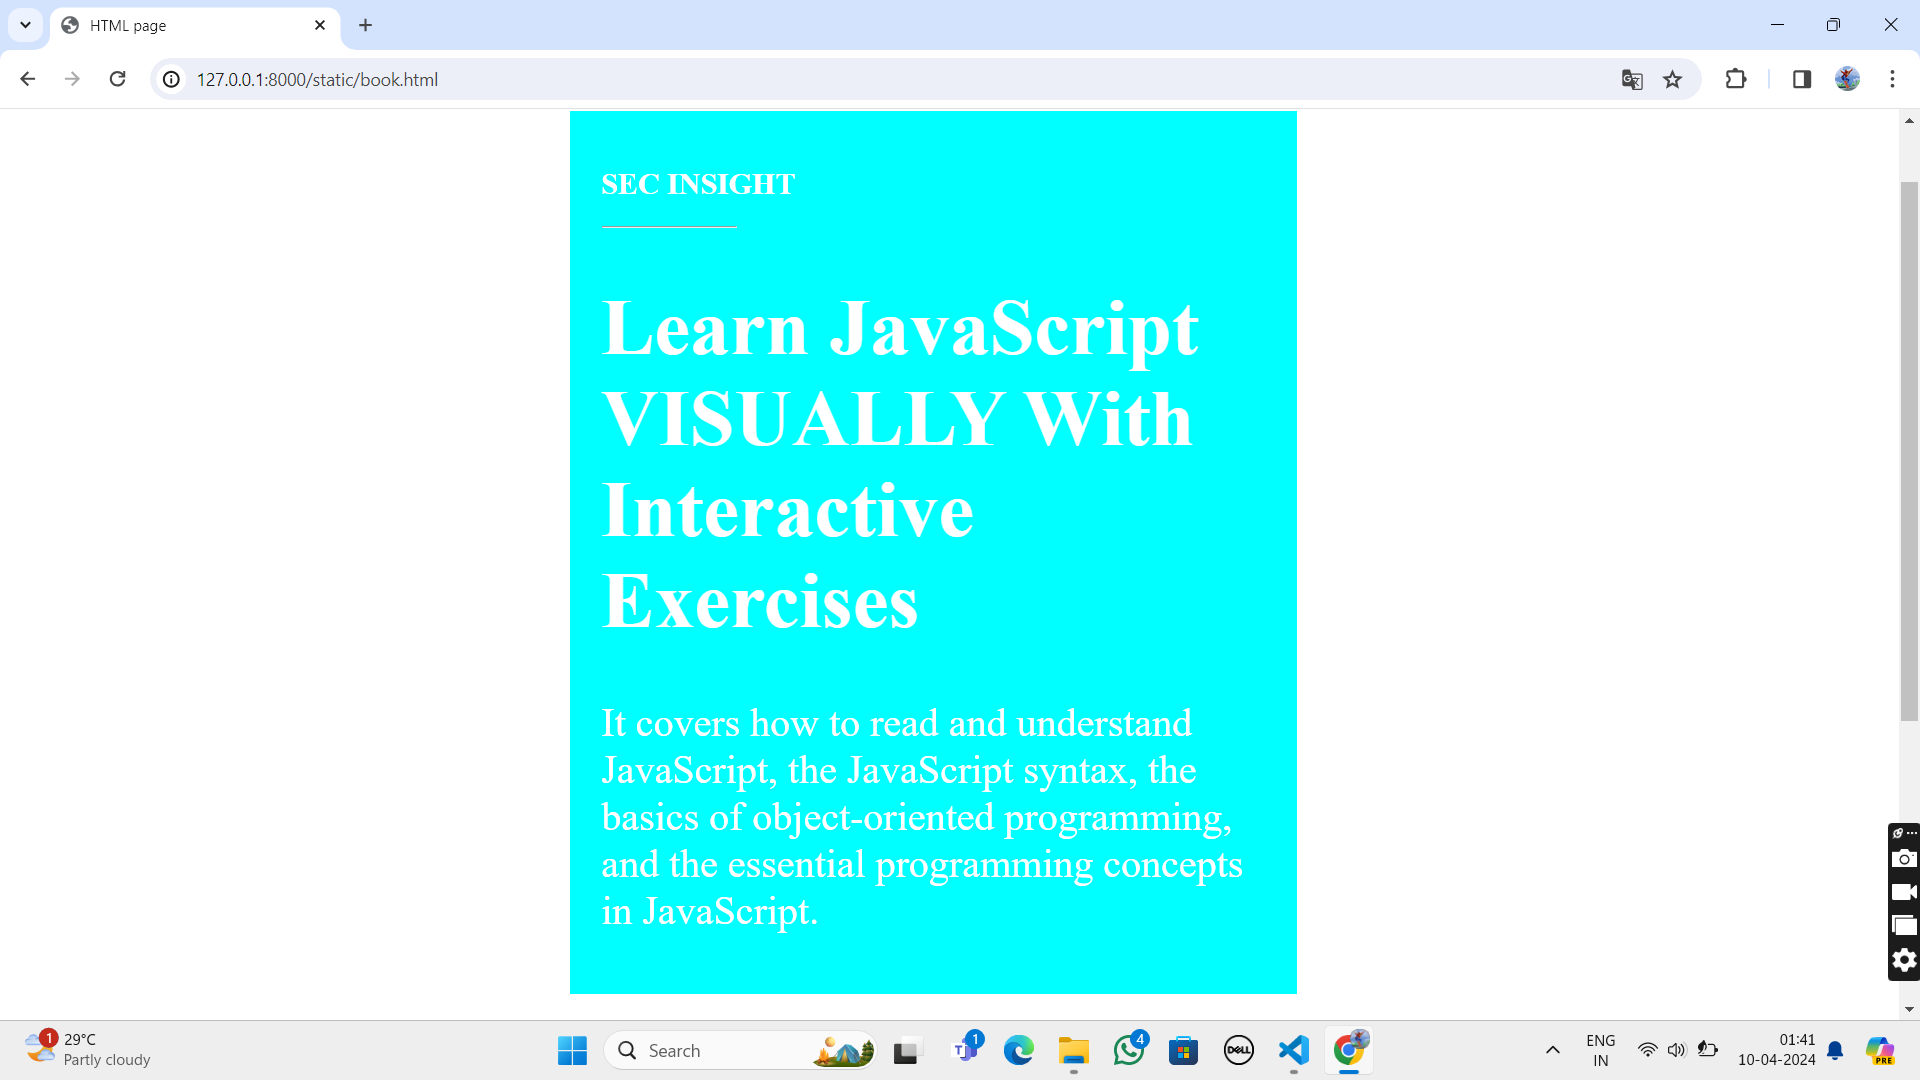 HTML page
127.0.0.1:8000/static/book.html
SEC INSIGHT
Learn JavaScript
VISUALLY With
Interactive
Exercises
It covers how to read and understand
JavaScript, the JavaScript syntax, the
basics of object-oriented programming,
and the essential programming concepts
in JavaScript.
1
29°C
Partly cloudy
Search
1
4
DELL
ENG
IN
01:41
10-04-2024
PRE